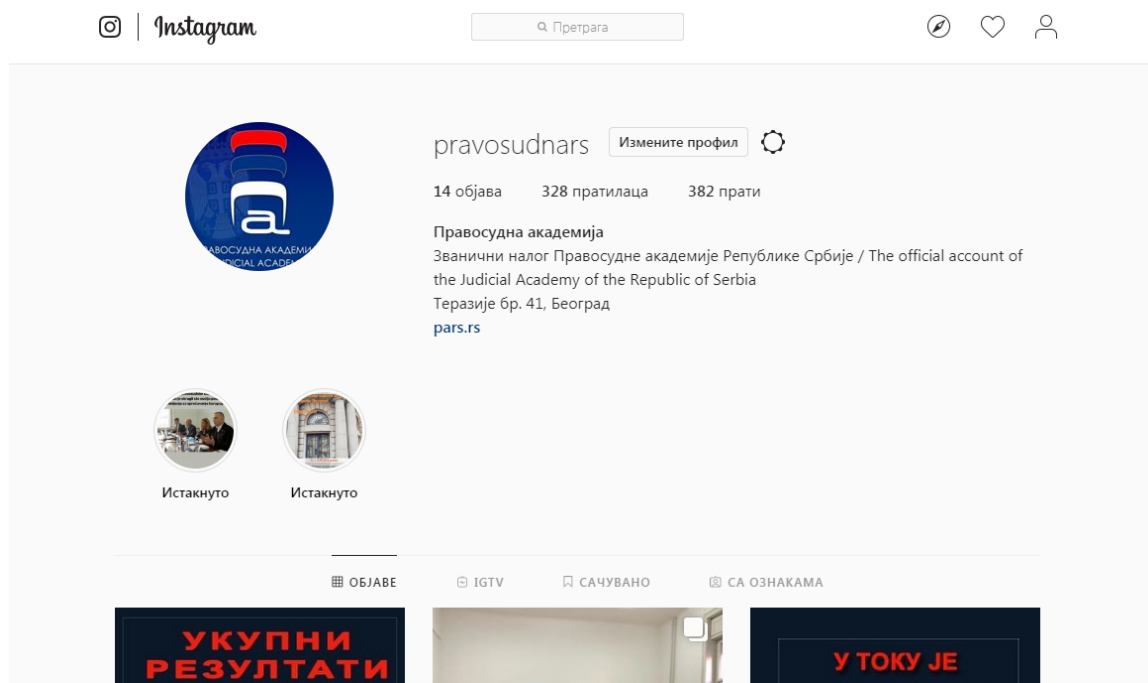 Instagram
Претрага
pravosudnars
Измените профил
14 објава 328 пратилаца 382 прати
Правосудна академија
Званични налог Правосудне академије Републике Србије / The official account of
the Judicial Academy of the Republic of Serbia
Теразије бр. 41, Београд
pars.rs
a
Истакнуто Истакнуто
ОБЈАВЕ IGTV САЧУВАНО СА ОЗНАКАМА
УКУПНИ
РЕЗУЛТАТИ
У ТОКУ ЈЕ